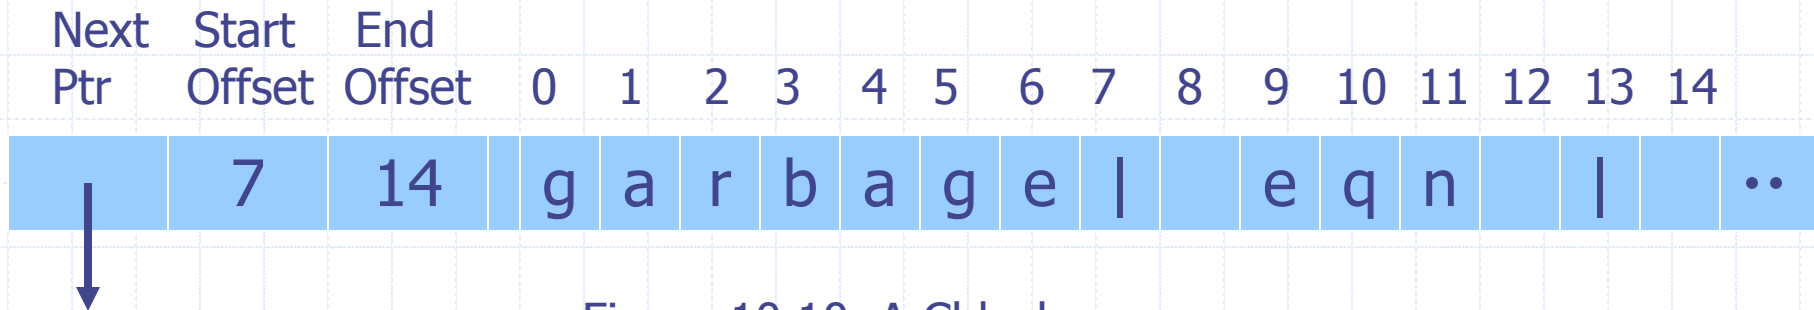 Next Start End
Ptr Offset Offset 0 1 2 3 4 5 6 7 8 9 10 11 12 13 14
7 14 g a r b a g e | e q n | ..